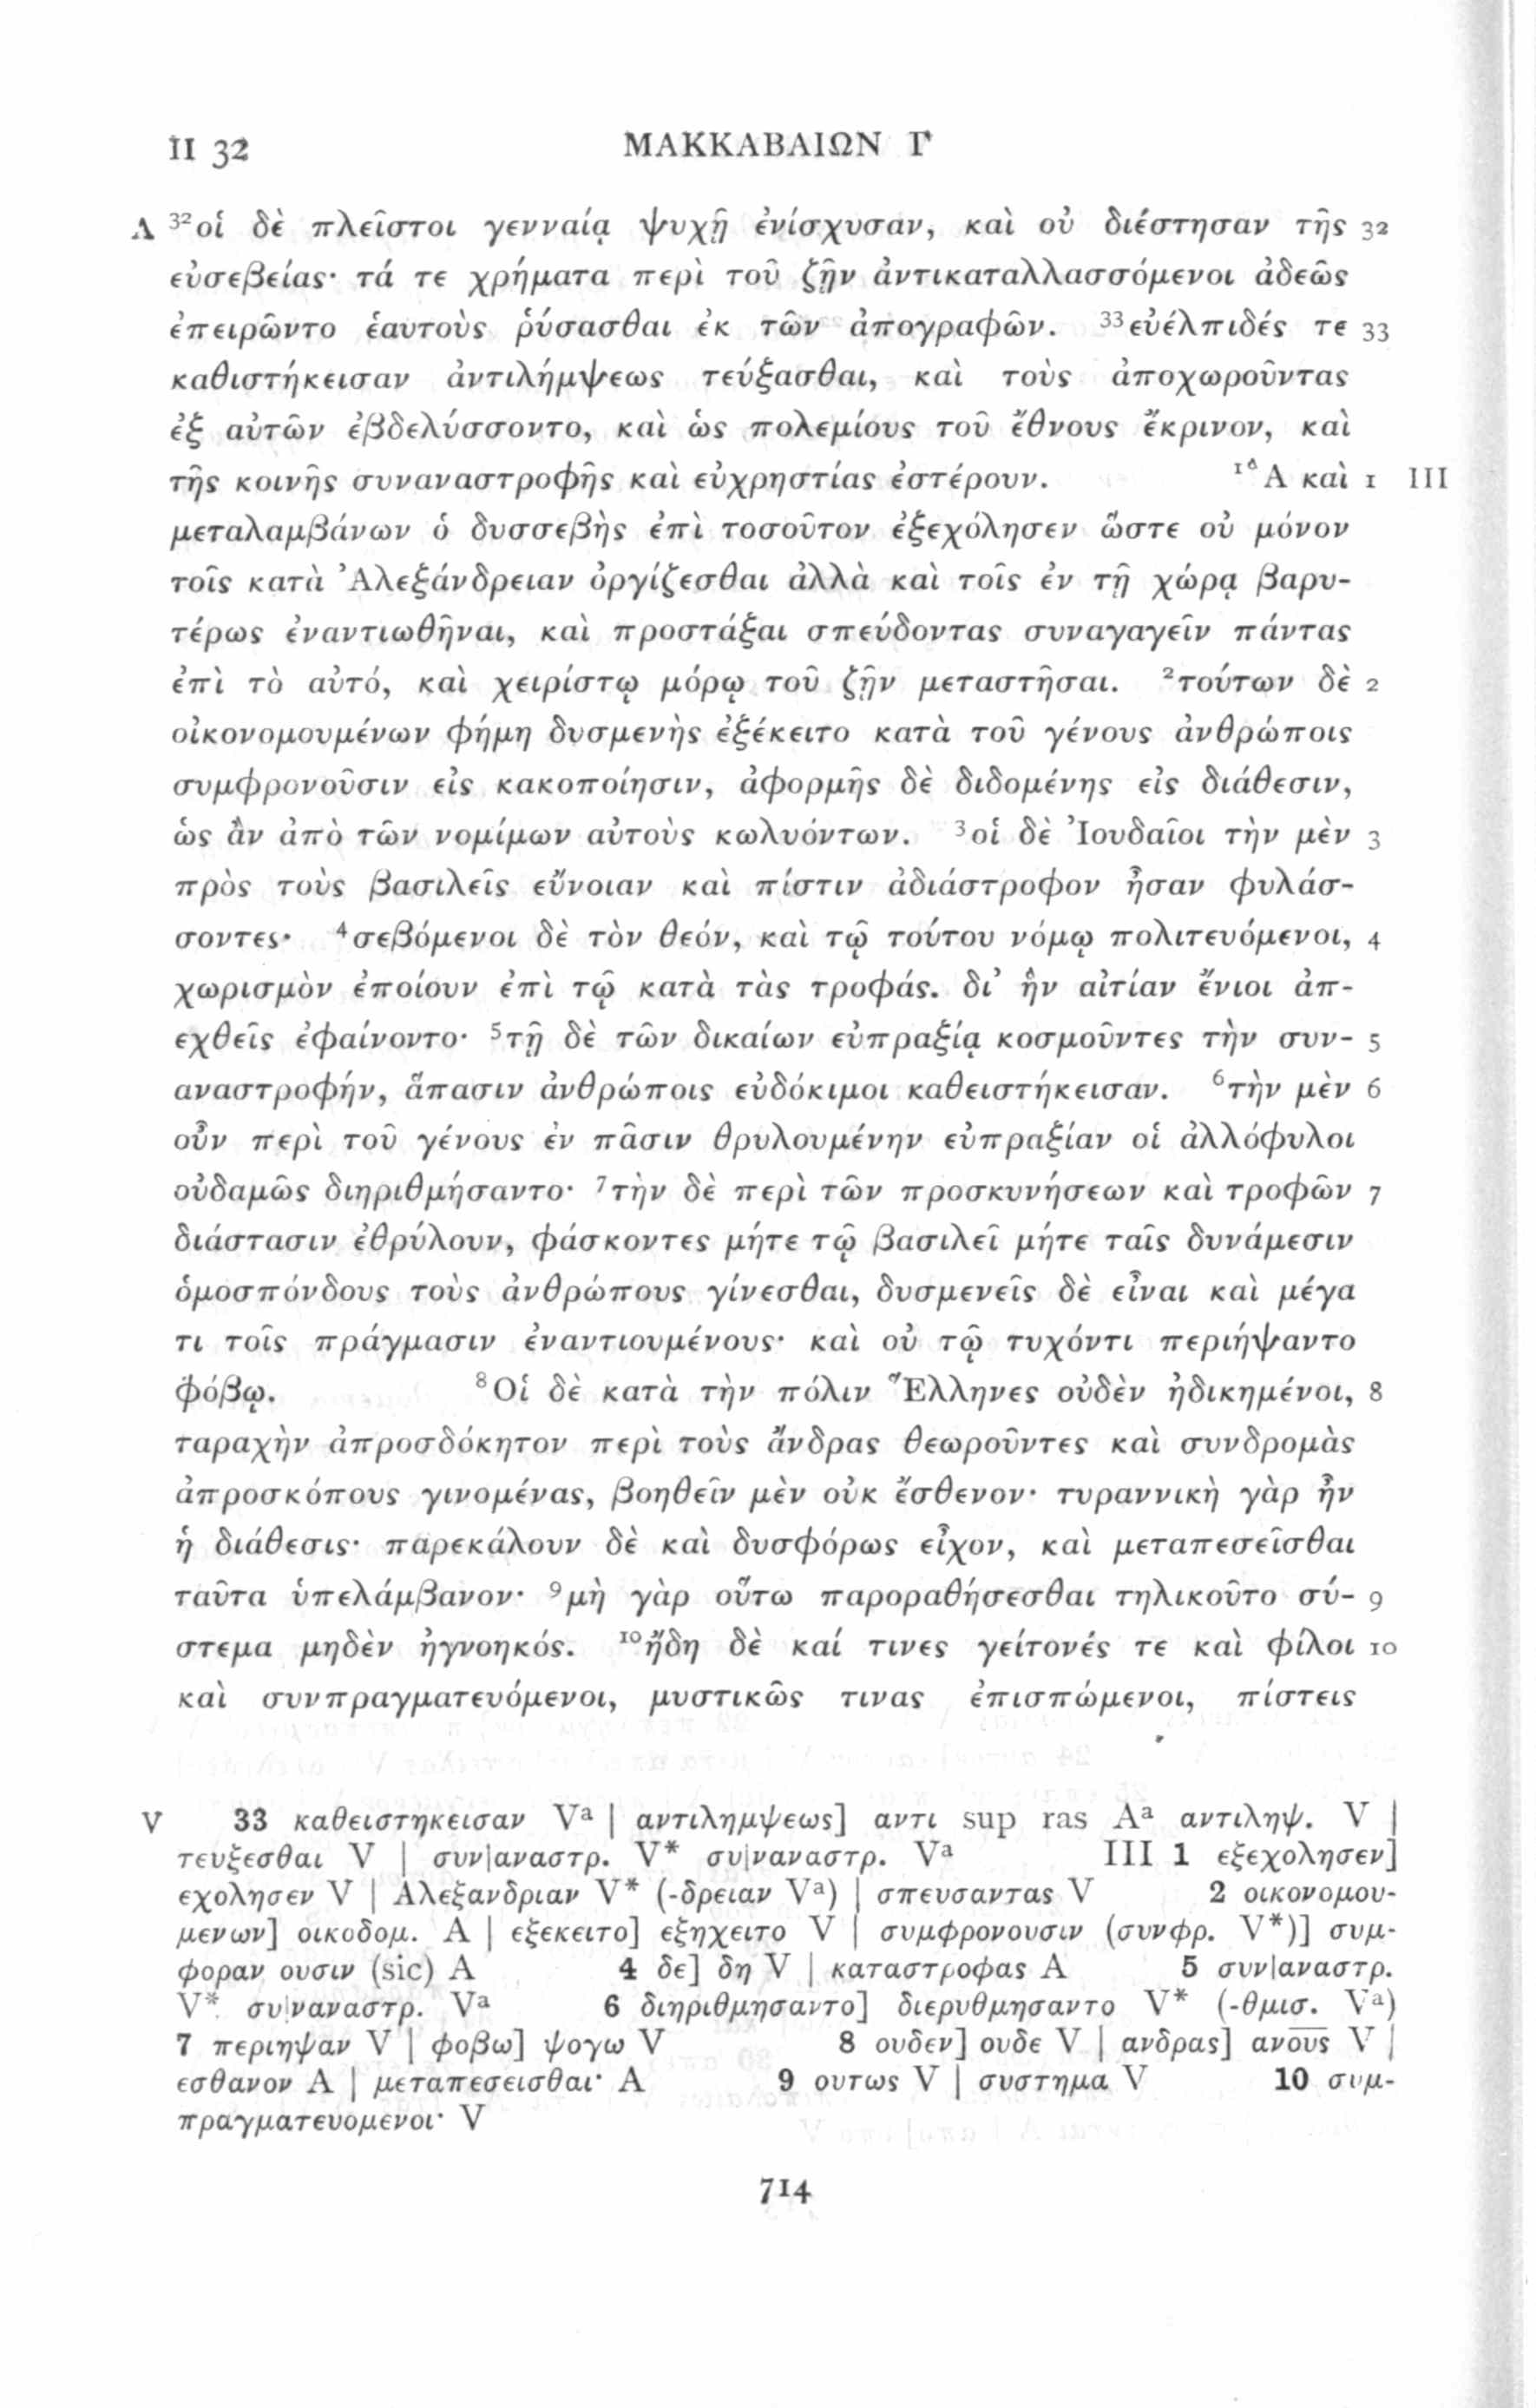 II 32 ΜΑΚΚΑΒΑΙΩΝ Γ
A ³²οἱ δὲ πλεῖστοι γενναίᾳ ψυχῇ ἐνίσχυσαν, καὶ οὐ διέστησαν τῆς 32
εὐσεβείας· τά τε χρήματα περὶ τοῦ ζῇν ἀντικαταλλασσόμενοι ἀδεῶς
ἐπειρῶντο ἑαυτοὺς ῥύσασθαι ἐκ τῶν ἀπογραφῶν. ³³εὐέλπιδές τε 33
καθιστήκεισαν ἀντιλήμψεως τεύξασθαι, καὶ τοὺς ἀποχωροῦντας
ἐξ αὐτῶν ἐβδελύσσοντο, καὶ ὡς πολεμίους τοῦ ἔθνους ἔκρινον, καὶ
τῆς κοινῆς συναναστροφῆς καὶ εὐχρηστίας ἐστέρουν. ¹Ἃ καὶ 1 III
μεταλαμβάνων ὁ δυσσεβὴς ἐπὶ τοσοῦτον ἐξεχόλησεν ὥστε οὐ μόνον
τοῖς κατὰ Ἀλεξάνδρειαν ὀργίζεσθαι ἀλλὰ καὶ τοῖς ἐν τῇ χώρᾳ βαρυ-
τέρως ἐναντιωθῆναι, καὶ προστάξαι σπεύδοντας συναγαγεῖν πάντας
ἐπὶ τὸ αὐτό, καὶ χειρίστῳ μόρῳ τοῦ ζῇν μεταστῆσαι. ²τούτων δὲ 2
οἰκονομουμένων φήμη δυσμενὴς ἐξέκειτο κατὰ τοῦ γένους ἀνθρώποις
συμφρονοῦσιν εἰς κακοποίησιν, ἀφορμῆς δὲ διδομένης εἰς διάθεσιν,
ὡς ἂν ἀπὸ τῶν νομίμων αὐτοὺς κωλυόντων. ³οἱ δὲ Ἰουδαῖοι τὴν μὲν 3
πρὸς τοὺς βασιλεῖς εὔνοιαν καὶ πίστιν ἀδιάστροφον ἦσαν φυλάσ-
σοντες· ⁴σεβόμενοι δὲ τὸν θεόν, καὶ τῷ τούτου νόμῳ πολιτευόμενοι, 4
χωρισμὸν ἐποίουν ἐπὶ τῷ κατὰ τὰς τροφάς. δι’ ἣν αἰτίαν ἔνιοι ἀπ-
εχθεῖς ἐφαίνοντο· ⁵τῇ δὲ τῶν δικαίων εὐπραξίᾳ κοσμοῦντες τὴν συν- 5
αναστροφήν, ἅπασιν ἀνθρώποις εὐδόκιμοι καθειστήκεισαν. ⁶τὴν μὲν 6
οὖν περὶ τοῦ γένους ἐν πᾶσιν θρυλουμένην εὐπραξίαν οἱ ἀλλόφυλοι
οὐδαμῶς διηριθμήσαντο· ⁷τὴν δὲ περὶ τῶν προσκυνήσεων καὶ τροφῶν 7
διάστασιν ἐθρύλουν, φάσκοντες μήτε τῷ βασιλεῖ μήτε ταῖς δυνάμεσιν
ὁμοσπόνδους τοὺς ἀνθρώπους γίνεσθαι, δυσμενεῖς δὲ εἶναι καὶ μέγα
τι τοῖς πράγμασιν ἐναντιουμένους· καὶ οὐ τῷ τυχόντι περιήψαντο
φόβῳ. ⁸Οἱ δὲ κατὰ τὴν πόλιν Ἕλληνες οὐδὲν ἠδικημένοι, 8
ταραχὴν ἀπροσδόκητον περὶ τοὺς ἄνδρας θεωροῦντες καὶ συνδρομὰς
ἀπροσκόπους γινομένας, βοηθεῖν μὲν οὐκ ἔσθενον· τυραννικὴ γὰρ ἦν
ἡ διάθεσις· παρεκάλουν δὲ καὶ δυσφόρως εἶχον, καὶ μεταπεσεῖσθαι
ταῦτα ὑπελάμβανον· ⁹μὴ γὰρ οὕτω παροραθήσεσθαι τηλικοῦτο σύ- 9
στεμα μηδὲν ἠγνοηκός. ¹⁰ἤδη δὲ καί τινες γείτονές τε καὶ φίλοι 10
καὶ συνπραγματευόμενοι, μυστικῶς τινας ἐπισπώμενοι, πίστεις
V 33 καθειστηκεισαν Vᵃ | αντιλημψεως] αντι sup ras Aᵃ αντιληψ. V |
τευξεσθαι V | συν|αναστρ. V* συ|ναναστρ. Vᵃ III 1 εξεχολησεν]
εχολησεν V | Αλεξανδριαν V* (-δρειαν Vᵃ) | σπευσαντας V 2 οικονομου-
μενων] οικοδομ. A | εξεκειτο] εξηχειτο V | συμφρονουσιν (συνφρ. V*)] συμ-
φοραν ουσιν (sic) A 4 δε] δη V | καταστροφας A 5 συν|αναστρ.
V* συ|ναναστρ. Vᵃ 6 διηριθμησαντο] διερυθμησαντο V* (-θμισ. Vᵃ)
7 περιηψαν V | φοβω] ψογω V 8 ουδεν] ουδε V | ανδρας] α̅ν̅ο̅υ̅ς̅ V |
εσθανον A | μεταπεσεισθαι· A 9 ουτως V | συστημα V 10 συμ-
πραγματευομενοι· V
714